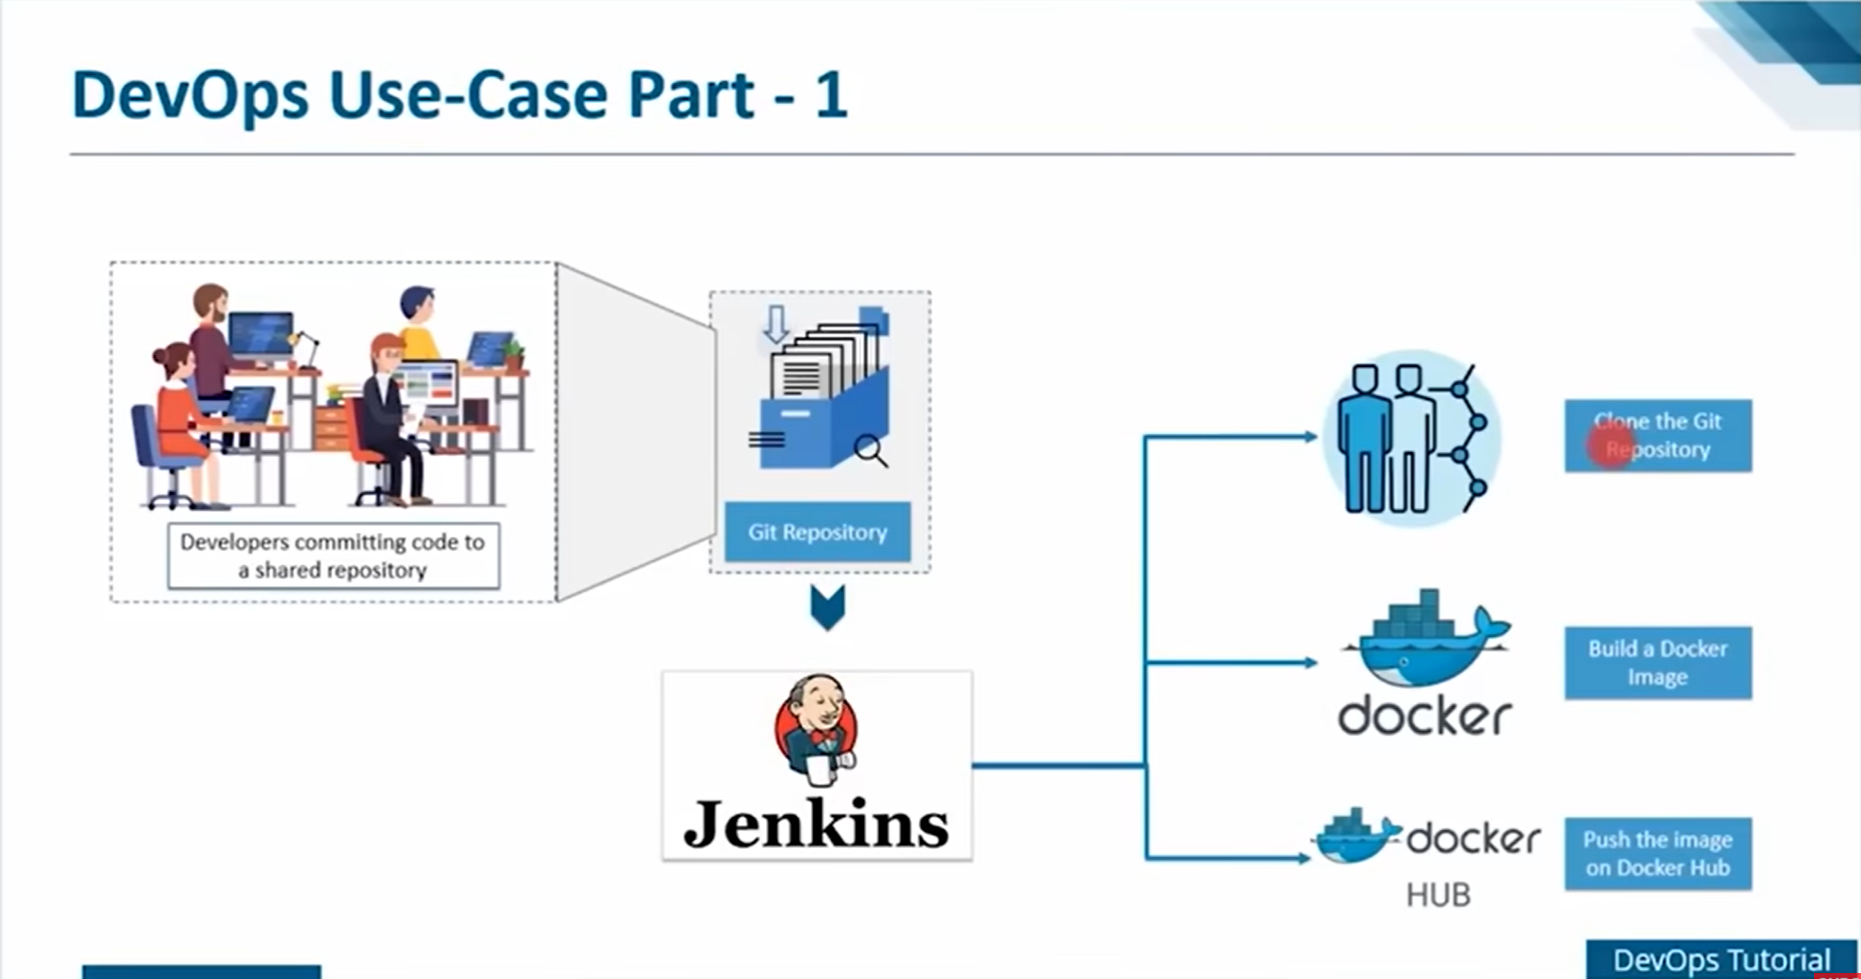 DevOps Use-Case Part - 1
Developers committing code to
a shared repository
Git Repository
Jenkins
Clone the Git
Repository
docker
Build a Docker
Image
docker
HUB
Push the image
on Docker Hub
DevOps Tutorial